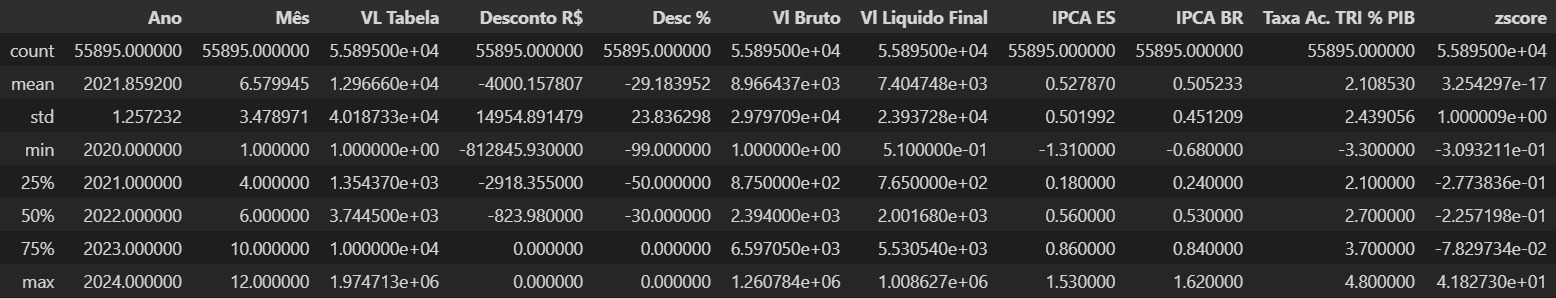 Ano Mês VL Tabela Desconto R$ Desc % Vl Bruto Vl Liquido Final IPCA ES IPCA BR Taxa Ac. TRI % PIB zscore
count 55895.000000 55895.000000 5.589500e+04 55895.000000 55895.000000 5.589500e+04 5.589500e+04 55895.000000 55895.000000 55895.000000 5.589500e+04
mean 2021.859200 6.579945 1.296660e+04 -4000.157807 -29.183952 8.966437e+03 7.404748e+03 0.527870 0.505233 2.108530 3.254297e-17
std 1.257232 3.478971 4.018733e+04 14954.891479 23.836298 2.979709e+04 2.393728e+04 0.501992 0.451209 2.439056 1.000009e+00
min 2020.000000 1.000000 1.000000e+00 -812845.930000 -99.000000 1.000000e+00 5.100000e-01 -1.310000 -0.680000 -3.300000 -3.093211e-01
25% 2021.000000 4.000000 1.354370e+03 -2918.355000 -50.000000 8.750000e+02 7.650000e+02 0.180000 0.240000 2.100000 -2.773836e-01
50% 2022.000000 6.000000 3.744500e+03 -823.980000 -30.000000 2.394000e+03 2.001680e+03 0.560000 0.530000 2.700000 -2.257198e-01
75% 2023.000000 10.000000 1.000000e+04 0.000000 0.000000 6.597050e+03 5.530540e+03 0.860000 0.840000 3.700000 -7.829734e-02
max 2024.000000 12.000000 1.974713e+06 0.000000 0.000000 1.260784e+06 1.008627e+06 1.530000 1.620000 4.800000 4.182730e+01